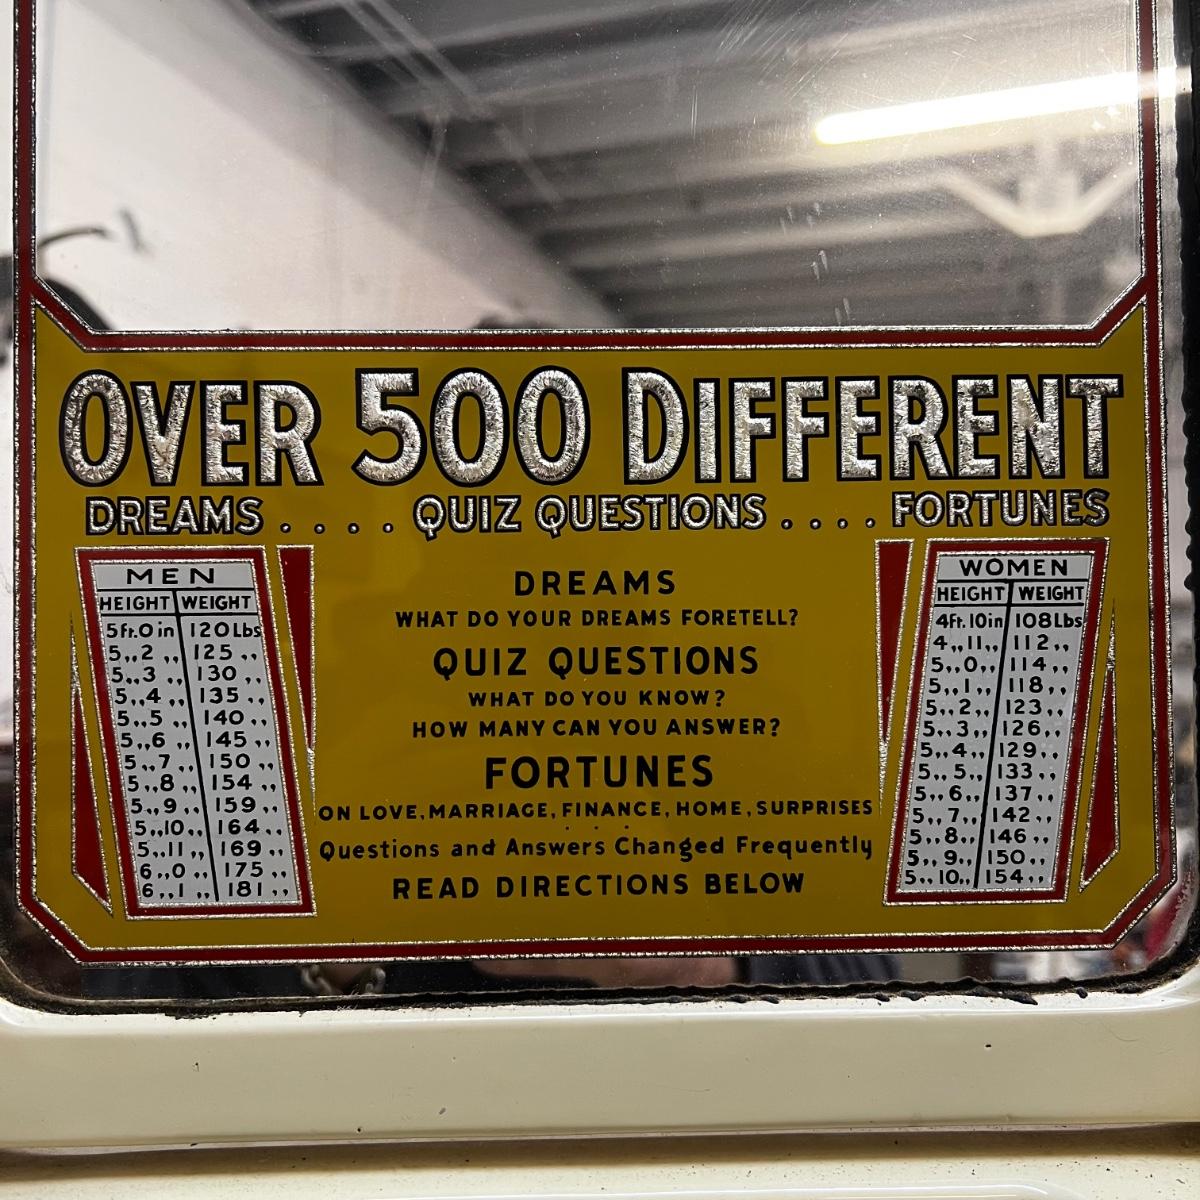 OVER 500 DIFFERENT
DREAMS .... QUIZ QUESTIONS .... FORTUNES
MEN
HEIGHT WEIGHT
5ft.0in 120Lbs
5,,2 ,, 125 ,,
5,,3 ,, 130 ,,
5,,4 ,, 135 ,,
5,,5 ,, 140 ,,
5,,6 ,, 145 ,,
5,,7 ,, 150 ,,
5,,8 ,, 154 ,,
5,,9 ,, 159 ,,
5,,10 ,, 164 ,,
5,,11 ,, 169 ,,
6,,0 ,, 175 ,,
6,,1 ,, 181 ,,
DREAMS
WHAT DO YOUR DREAMS FORETELL?
QUIZ QUESTIONS
WHAT DO YOU KNOW?
HOW MANY CAN YOU ANSWER?
FORTUNES
ON LOVE, MARRIAGE, FINANCE, HOME, SURPRISES
. . .
Questions and Answers Changed Frequently
READ DIRECTIONS BELOW
WOMEN
HEIGHT WEIGHT
4Ft.10in 108Lbs
4,,11,, 112 ,,
5,,0,, 114 ,,
5,,1,, 118 ,,
5,,2,, 123 ,,
5,,3,, 126 ,,
5,,4,, 129 ,,
5,,5,, 133 ,,
5,,6,, 137 ,,
5,,7,, 142 ,,
5,,8,, 146 ,,
5,,9,, 150 ,,
5,,10,, 154 ,,